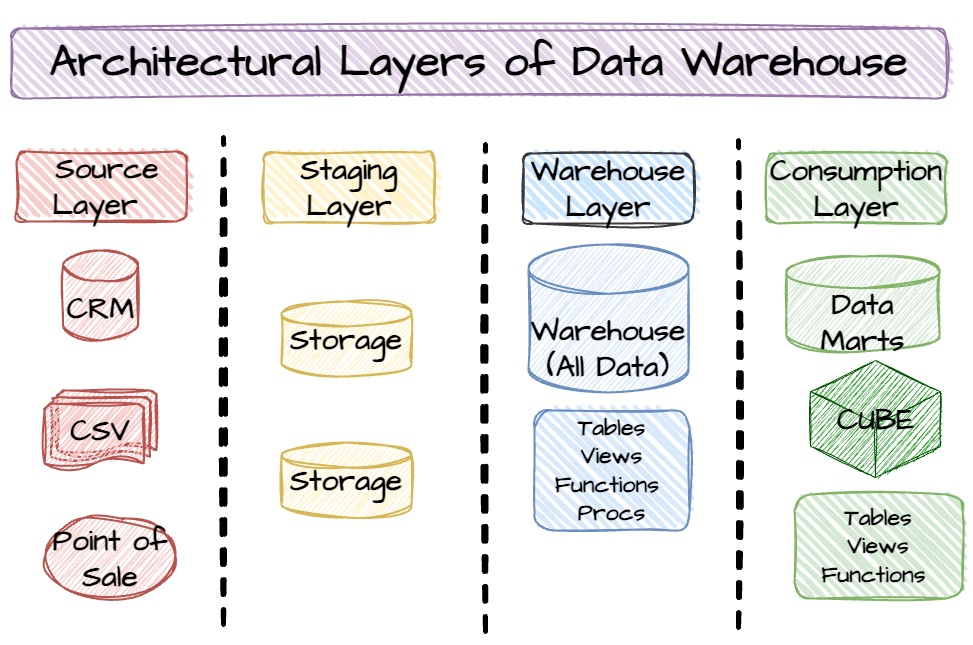 Architectural Layers of Data Warehouse
Source
Layer
CRM
CSV
Point of
Sale
Staging
Layer
Storage
Storage
Warehouse
Layer
Warehouse
(All Data)
Tables
Views
Functions
Procs
Consumption
Layer
Data
Marts
CUBE
Tables
Views
Functions